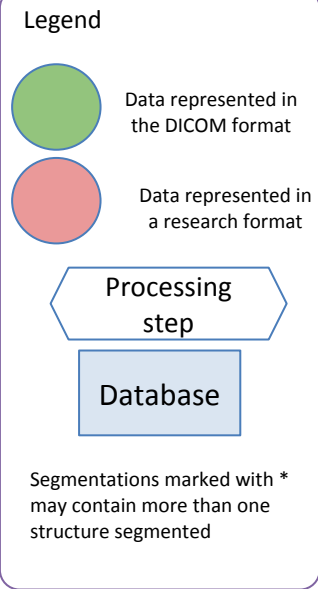 Legend
Data represented in
the DICOM format
Data represented in
a research format
Processing
step
Database
Segmentations marked with *
may contain more than one
structure segmented